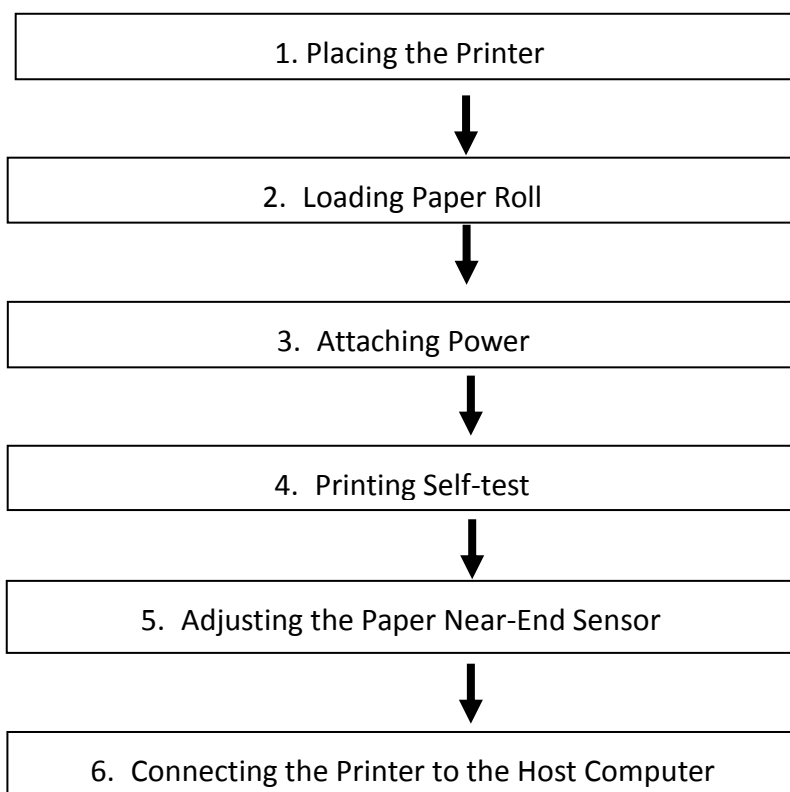 1. Placing the Printer
2. Loading Paper Roll
3. Attaching Power
4. Printing Self-test
5. Adjusting the Paper Near-End Sensor
6. Connecting the Printer to the Host Computer